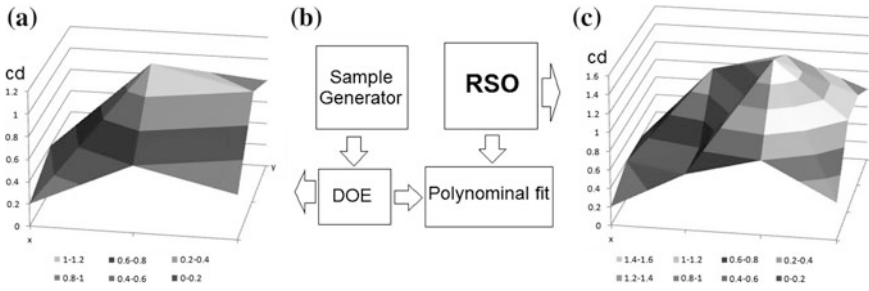 (a)
cd
1.2
1
0.8
0.6
0.4
0.2
0
x
y
1-1.2
0.6-0.8
0.2-0.4
0.8-1
0.4-0.6
0-0.2
(b)
Sample
Generator
RSO
DOE
Polynominal fit
(c)
cd
1.6
1.4
1.2
1
0.8
0.6
0.4
0.2
0
x
1.4-1.6
1-1.2
0.6-0.8
0.2-0.4
1.2-1.4
0.8-1
0.4-0.6
0-0.2